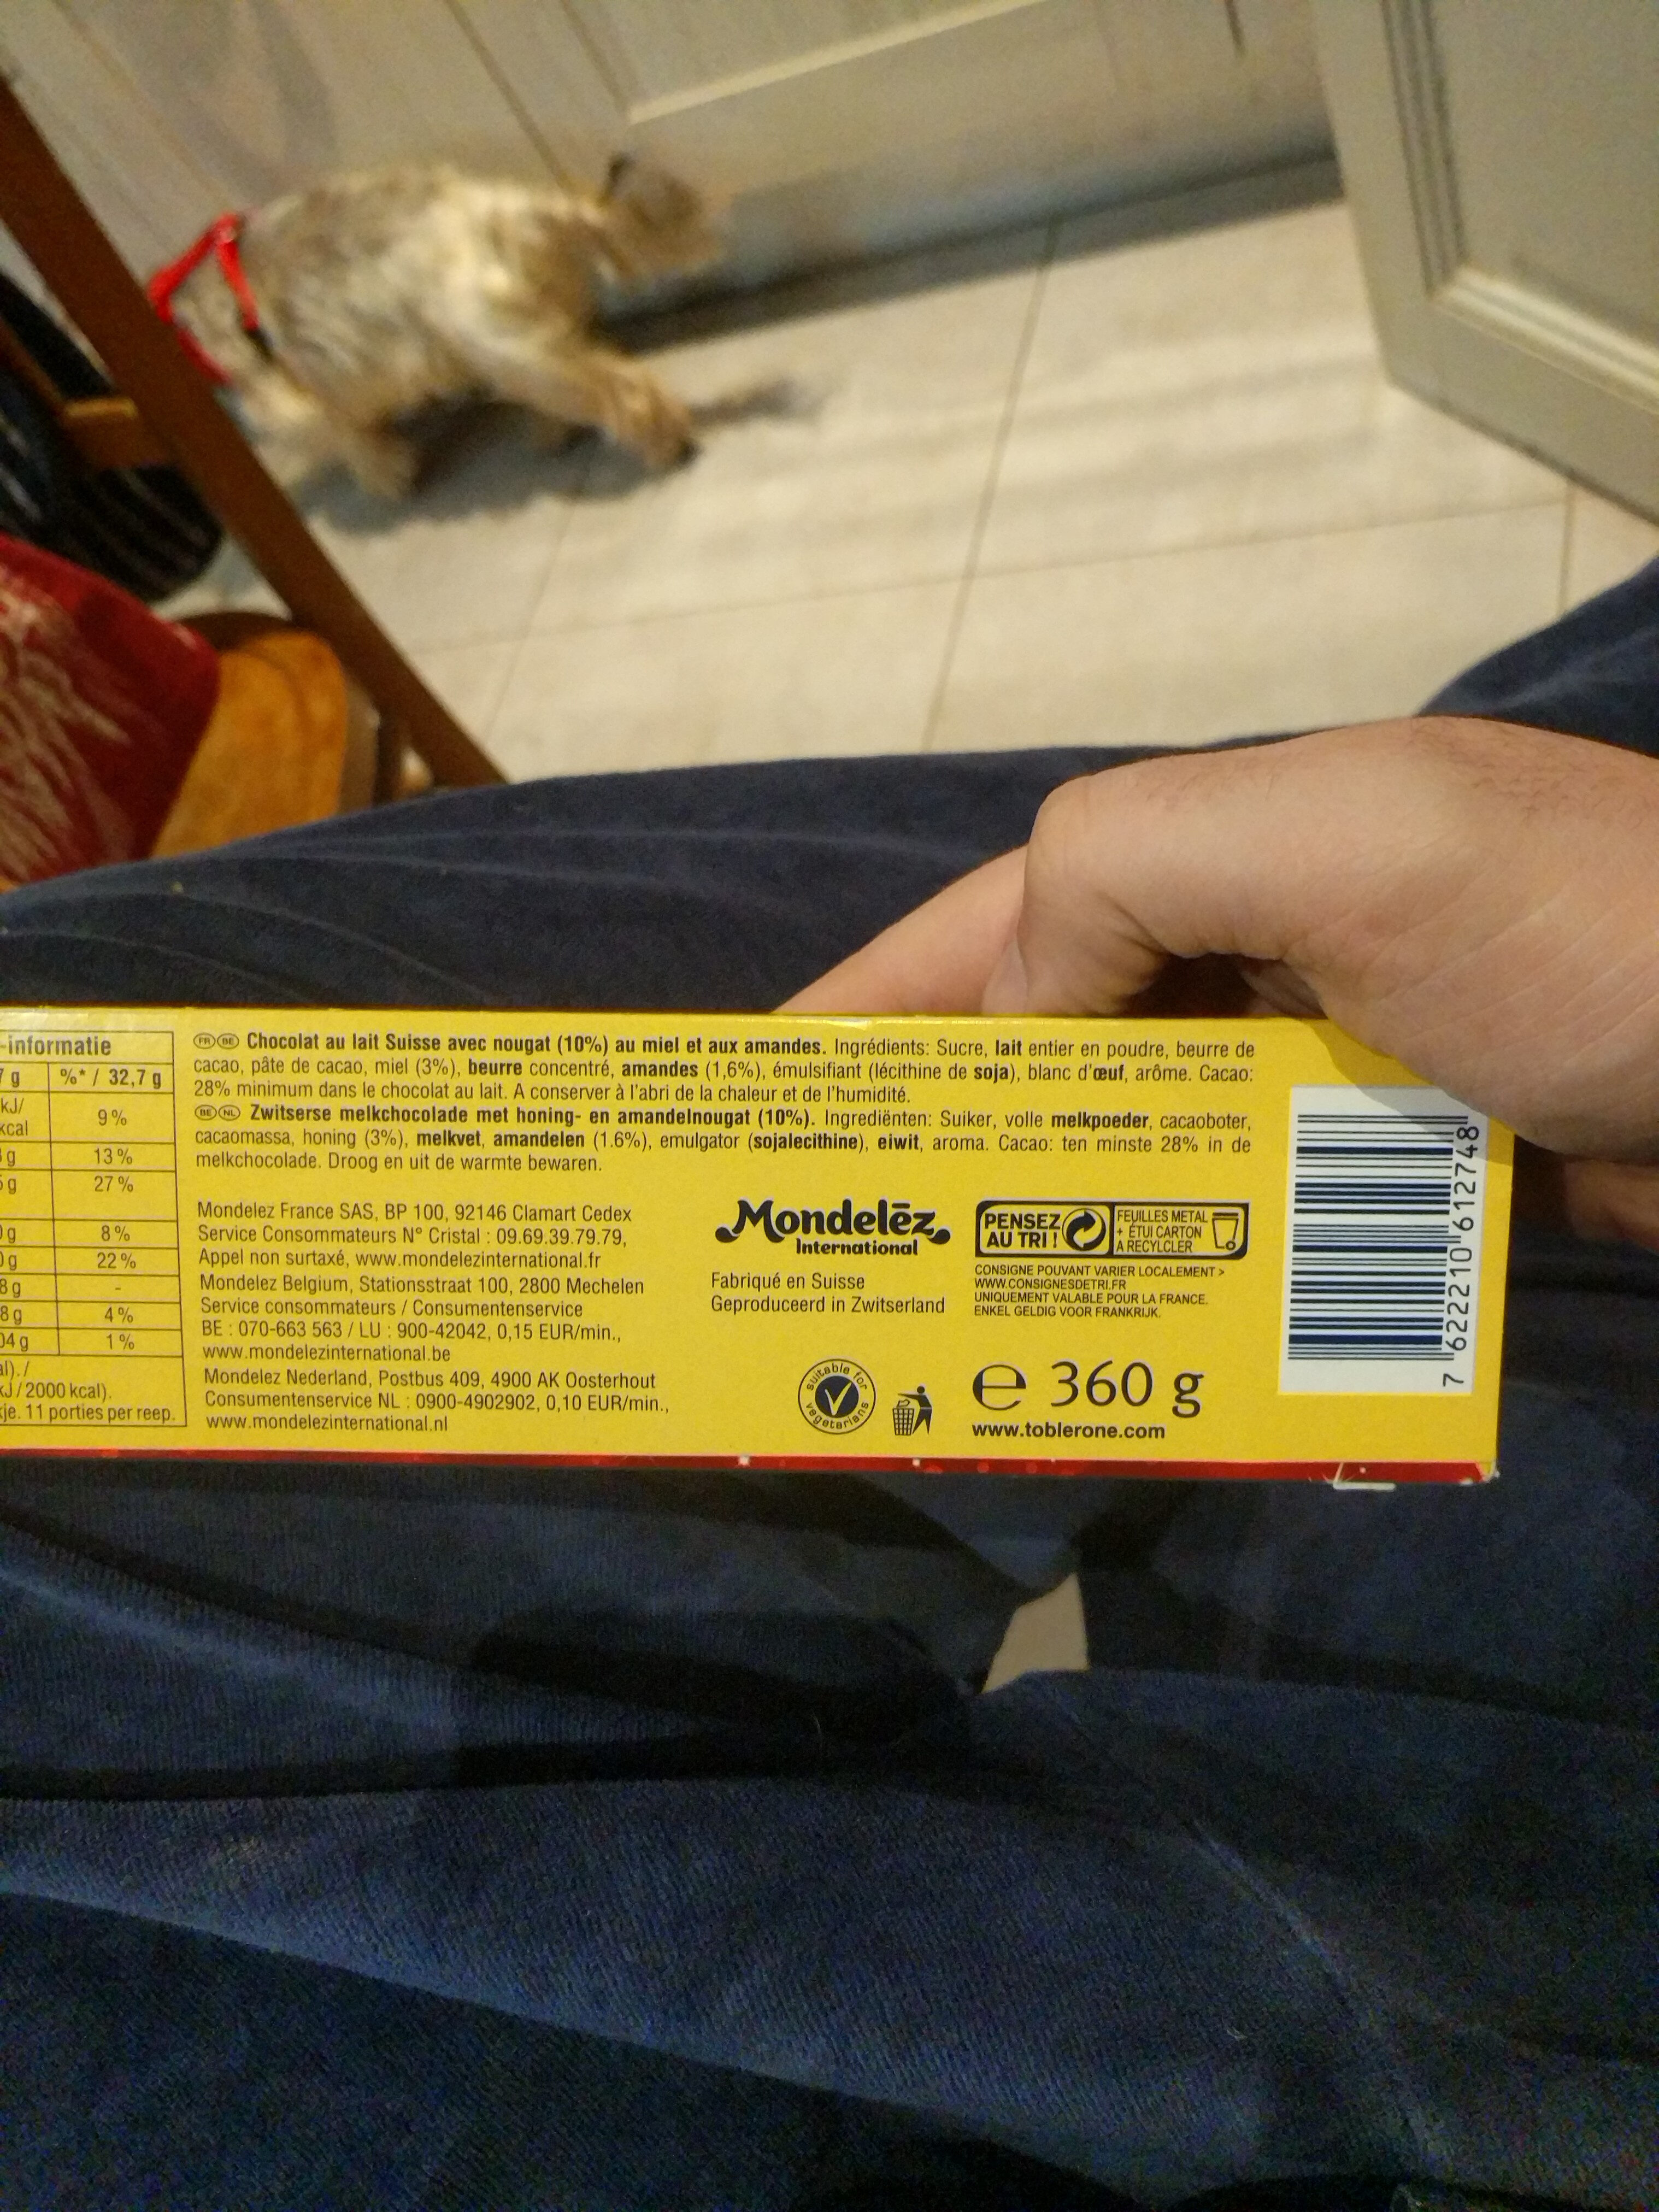 -informatie
7 g %* / 32,7 g
kJ/
kcal 9 %
g 13 %
g 27 %
g 8 %
g 22 %
8 g -
8 g 4 %
04 g 1 %
al). /
kJ / 2000 kcal).
je. 11 porties per reep.
FR BE Chocolat au lait Suisse avec nougat (10%) au miel et aux amandes. Ingrédients: Sucre, lait entier en poudre, beurre de
cacao, pâte de cacao, miel (3%), beurre concentré, amandes (1,6%), émulsifiant (lécithine de soja), blanc d'œuf, arôme. Cacao:
28% minimum dans le chocolat au lait. A conserver à l'abri de la chaleur et de l'humidité.
BE NL Zwitserse melkchocolade met honing- en amandelnougat (10%). Ingrediënten: Suiker, volle melkpoeder, cacaoboter,
cacaomassa, honing (3%), melkvet, amandelen (1.6%), emulgator (sojalecithine), eiwit, aroma. Cacao: ten minste 28% in de
melkchocolade. Droog en uit de warmte bewaren.
Mondelez France SAS, BP 100, 92146 Clamart Cedex
Service Consommateurs N° Cristal : 09.69.39.79.79,
Appel non surtaxé, www.mondelezinternational.fr
Mondelez Belgium, Stationsstraat 100, 2800 Mechelen
Service consommateurs / Consumentenservice
BE : 070-663 563 / LU : 900-42042, 0,15 EUR/min.,
www.mondelezinternational.be
Mondelez Nederland, Postbus 409, 4900 AK Oosterhout
Consumentenservice NL : 0900-4902902, 0,10 EUR/min.,
www.mondelezinternational.nl
Mondelēz
International
Fabriqué en Suisse
Geproduceerd in Zwitserland
PENSEZ
AU TRI !
FEUILLES METAL
+ ÉTUI CARTON
A RECYLCLER
CONSIGNE POUVANT VARIER LOCALEMENT >
WWW.CONSIGNESDETRI.FR
UNIQUEMENT VALABLE POUR LA FRANCE.
ENKEL GELDIG VOOR FRANKRIJK.
suitable for
vegetarians
e 360 g
www.toblerone.com
7 622210 612748